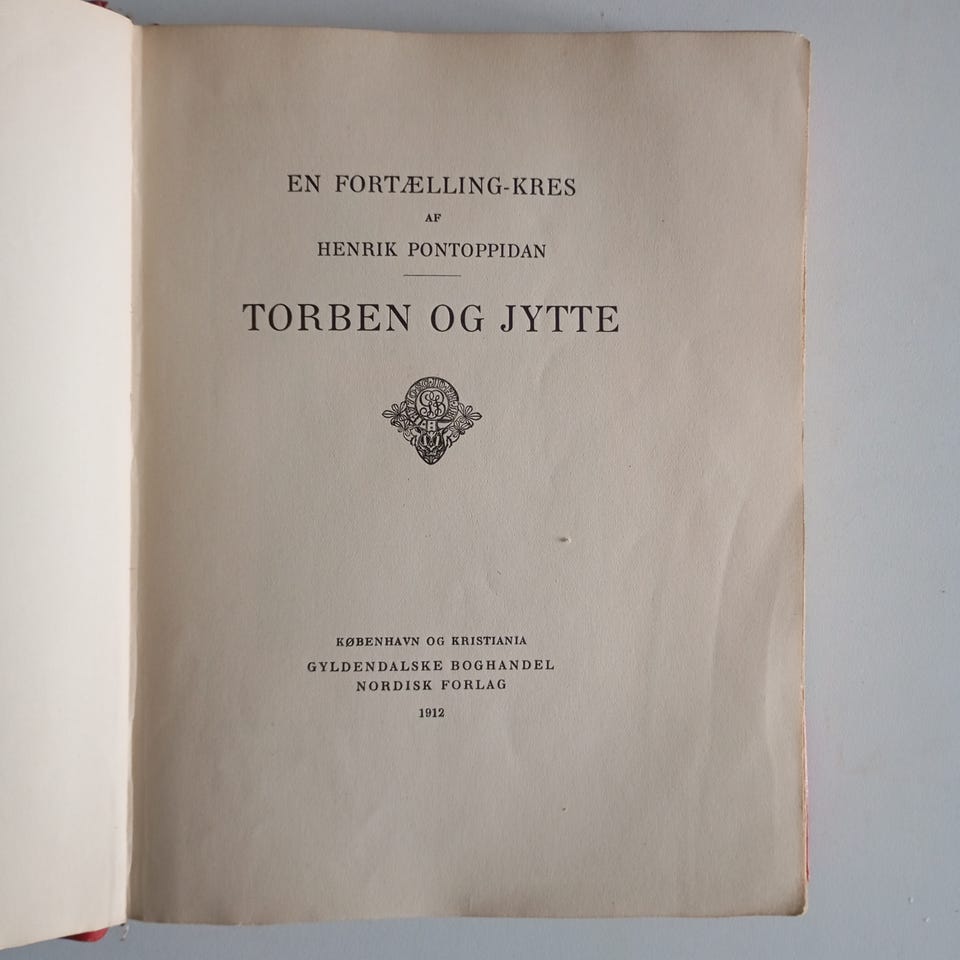 EN FORTÆLLING-KRES
AF
HENRIK PONTOPPIDAN
TORBEN OG JYTTE
KØBENHAVN OG KRISTIANIA
GYLDENDALSKE BOGHANDEL
NORDISK FORLAG
1912